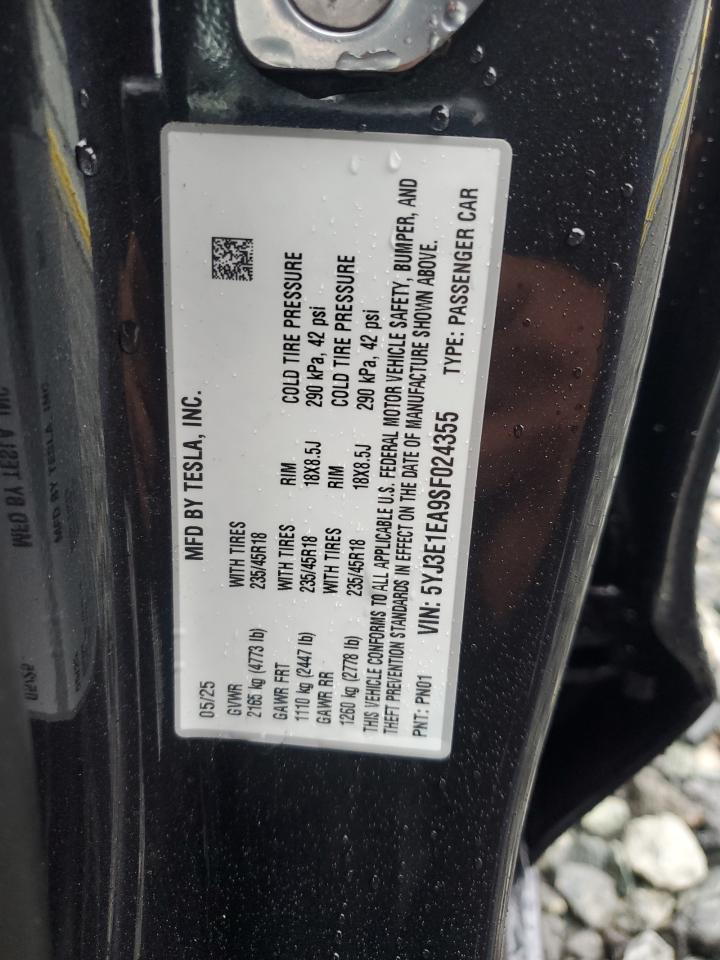 MFD BY TESLA, INC.
05/25
GVWR WITH TIRES
2165 kg (4773 lb) 235/45R18
GAWR FRT WITH TIRES RIM COLD TIRE PRESSURE
1110 kg (2447 lb) 235/45R18 18X8.5J 290 kPa, 42 psi
GAWR RR WITH TIRES RIM COLD TIRE PRESSURE
1260 kg (2778 lb) 235/45R18 18X8.5J 290 kPa, 42 psi
THIS VEHICLE CONFORMS TO ALL APPLICABLE U.S. FEDERAL MOTOR VEHICLE SAFETY, BUMPER, AND
THEFT PREVENTION STANDARDS IN EFFECT ON THE DATE OF MANUFACTURE SHOWN ABOVE.
PNT: PN01 VIN: 5YJ3E1EA9SF024355 TYPE: PASSENGER CAR
MFD BY TESLA, INC